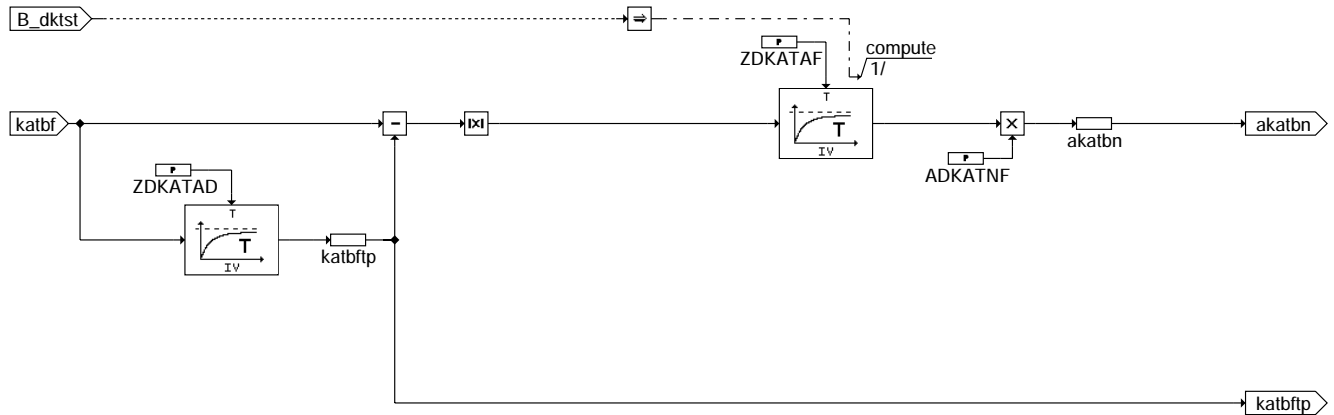 B_dktst
⇒
P
ZDKATAF
compute
1/
T
katbf
-
|x|
T
IV
×
akatbn
akatbn
P
ADKATNF
P
ZDKATAD
T
T
IV
katbftp
katbftp